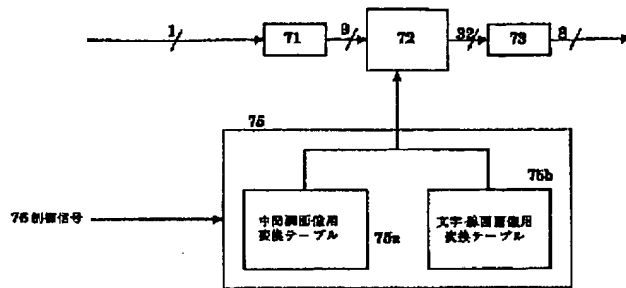 1
71
9
72
32
73
8
75
75b
中間調画像用
変換テーブル
75a
文字・線画画像用
変換テーブル
76 制御信号